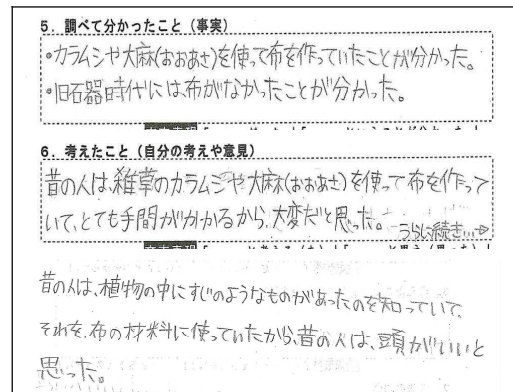 5．調べて分かったこと（事実）
・カラムシや大麻(おおあさ)を使って布を作っていたことが分かった。
・旧石器時代には、布がなかったことが分かった。
6．考えたこと（自分の考えや意見）
昔の人は、雑草のカラムシや大麻(おおあさ)を使って布を作って
いて、とても手間がかかるから、大変だと思った。
うらに続き…⇒
昔の人は、植物の中にすじのようなものがあったのを知っていて、
それを、布の材料に使っていたから、昔の人は、頭がいいと
思った。